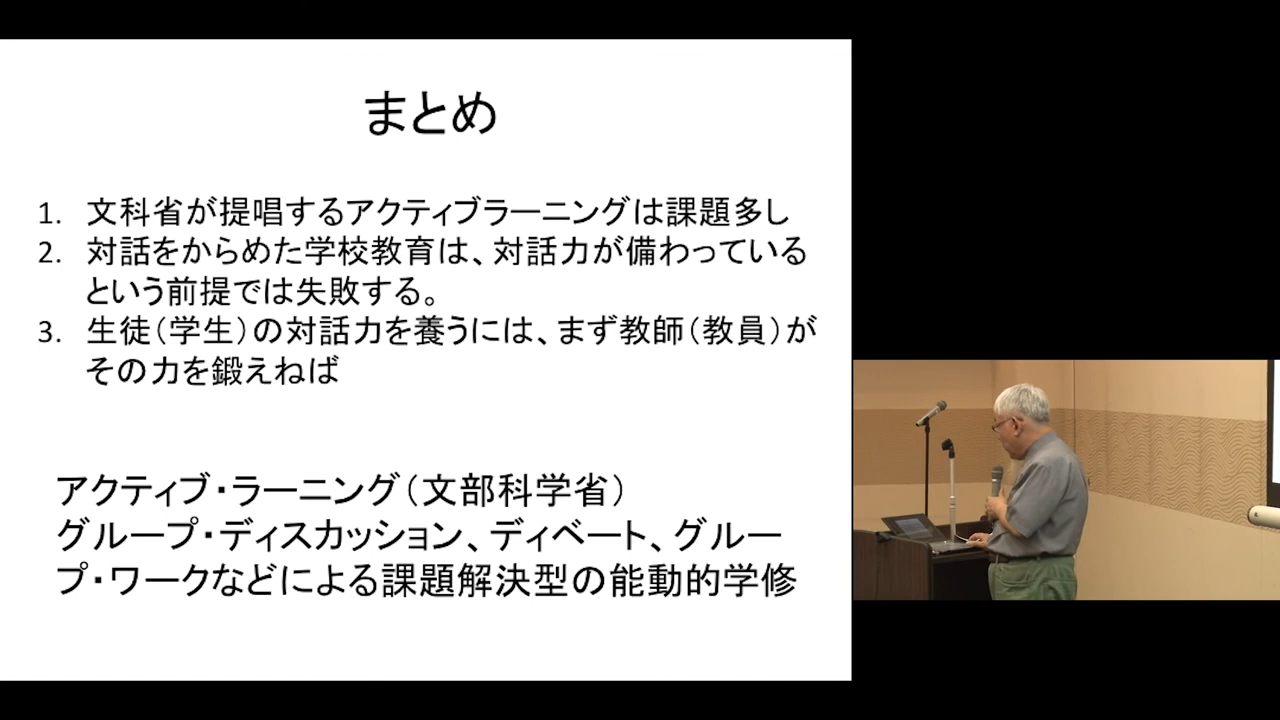 まとめ
1. 文科省が提唱するアクティブラーニングは課題多し
2. 対話をからめた学校教育は、対話力が備わっている
という前提では失敗する。
3. 生徒（学生）の対話力を養うには、まず教師（教員）が
その力を鍛えねば
アクティブ・ラーニング（文部科学省）
グループ・ディスカッション、ディベート、グルー
プ・ワークなどによる課題解決型の能動的学修